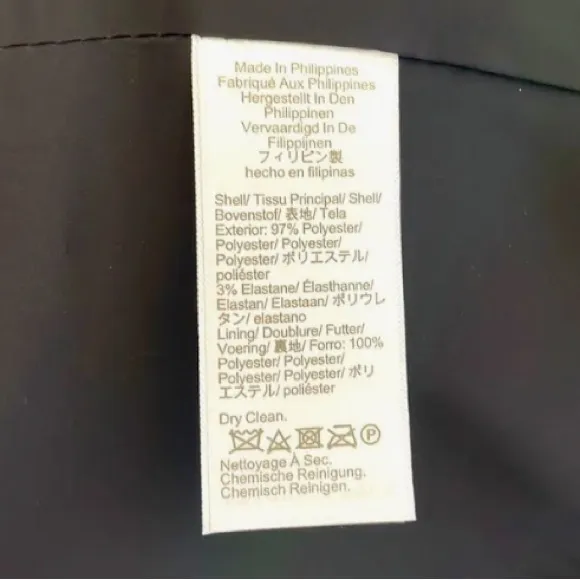 Made In Philippines
Fabriqué Aux Philippines
Hergestellt In Den
Philippinen
Vervaardigd In De
Filippijnen
フィリピン製
hecho en filipinas
Shell/ Tissu Principal/ Shell/
Bovenstof/ 表地/ Tela
Exterior: 97% Polyester/
Polyester/ Polyester/
Polyester/ ポリエステル/
poliéster
3% Elastane/ Élasthanne/
Elastan/ Elastaan/ ポリウレ
タン/ elastano
Lining/ Doublure/ Futter/
Voering/ 裏地/ Forro: 100%
Polyester/ Polyester/
Polyester/ Polyester/ ポリ
エステル/ poliéster
Dry Clean.
P
Nettoyage À Sec.
Chemische Reinigung.
Chemisch Reinigen.